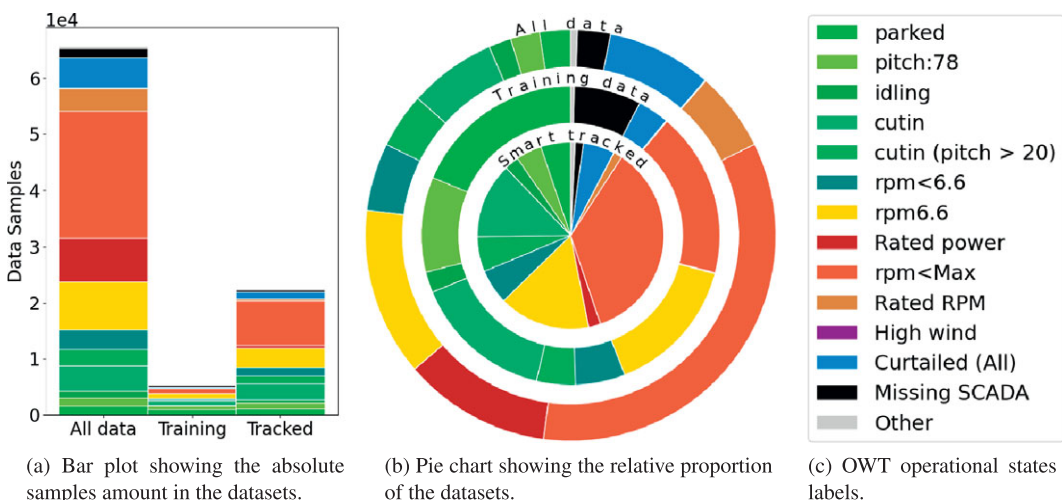 1e4
6
5
4
3
2
1
0
Data Samples
All data
Training
Tracked
All data
Training data
Smart tracked
parked
pitch:78
idling
cutin
cutin (pitch > 20)
rpm<6.6
rpm6.6
Rated power
rpm<Max
Rated RPM
High wind
Curtailed (All)
Missing SCADA
Other
(a) Bar plot showing the absolute
samples amount in the datasets.
(b) Pie chart showing the relative proportion
of the datasets.
(c) OWT operational states
labels.